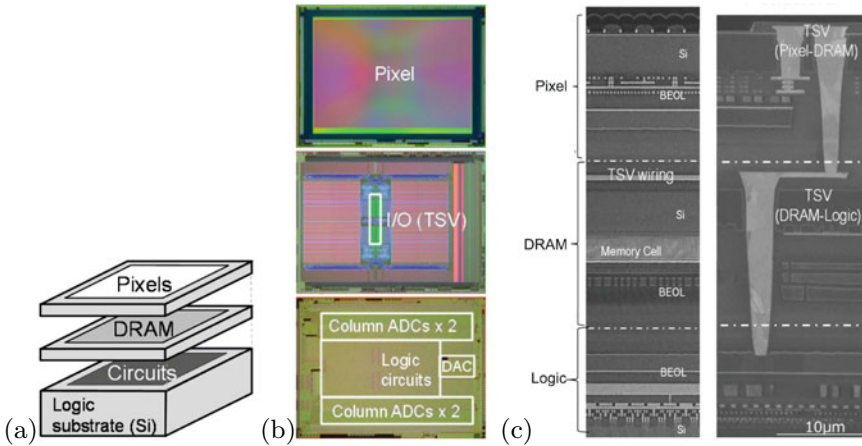 Pixels
DRAM
Circuits
Logic
substrate (Si)
(a)
Pixel
I/O (TSV)
Column ADCs x 2
Logic
circuits
DAC
Column ADCs x 2
(b)
Pixel
DRAM
Logic
Si
BEOL
TSV wiring
Si
Memory Cell
BEOL
BEOL
Si
TSV
(Pixel-DRAM)
TSV
(DRAM-Logic)
10μm
(c)